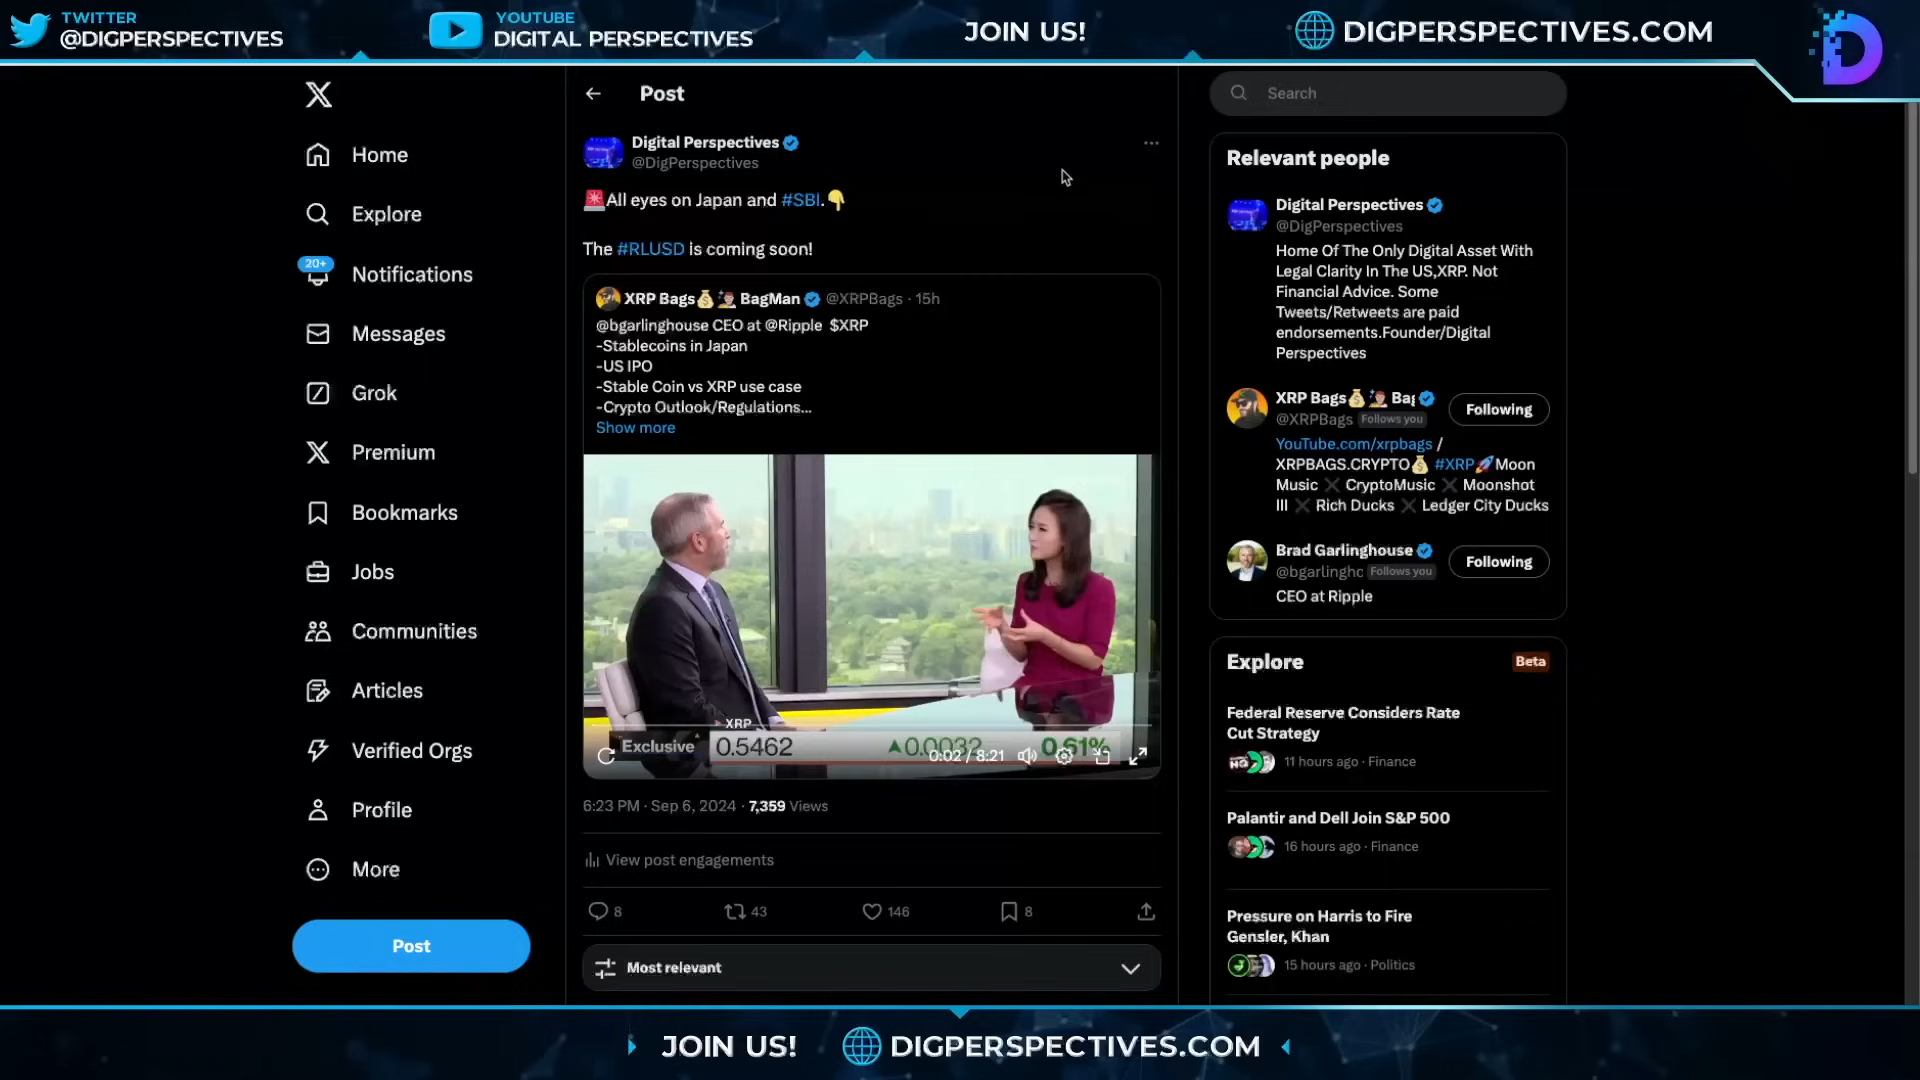 TWITTER
@DIGPERSPECTIVES
YOUTUBE
DIGITAL PERSPECTIVES
JOIN US!
DIGPERSPECTIVES.COM
Home
Explore
20+
Notifications
Messages
Grok
Premium
Bookmarks
Jobs
Communities
Articles
Verified Orgs
Profile
More
Post
Post
Digital Perspectives
@DigPerspectives
🚨All eyes on Japan and #SBI.👇
The #RLUSD is coming soon!
XRP Bags💰 BagMan @XRPBags · 15h
@bgarlinghouse CEO at @Ripple $XRP
-Stablecoins in Japan
-US IPO
-Stable Coin vs XRP use case
-Crypto Outlook/Regulations...
Show more
XRP
Exclusive 0.5462 ▲0.0032 0.61%
0:02 / 8:21
6:23 PM · Sep 6, 2024 · 7,359 Views
View post engagements
8 43 146 8
Most relevant
Search
Relevant people
Digital Perspectives
@DigPerspectives
Home Of The Only Digital Asset With
Legal Clarity In The US,XRP. Not
Financial Advice. Some
Tweets/Retweets are paid
endorsements.Founder/Digital
Perspectives
XRP Bags💰 Bag
@XRPBags Follows you
Following
YouTube.com/xrpbags /
XRPBAGS.CRYPTO💰 #XRP🚀Moon
Music ✖ CryptoMusic ✖ Moonshot
III ✖ Rich Ducks ✖ Ledger City Ducks
Brad Garlinghouse
@bgarlinghc Follows you
Following
CEO at Ripple
Explore
Beta
Federal Reserve Considers Rate
Cut Strategy
11 hours ago · Finance
Palantir and Dell Join S&P 500
16 hours ago · Finance
Pressure on Harris to Fire
Gensler, Khan
15 hours ago · Politics
JOIN US! DIGPERSPECTIVES.COM